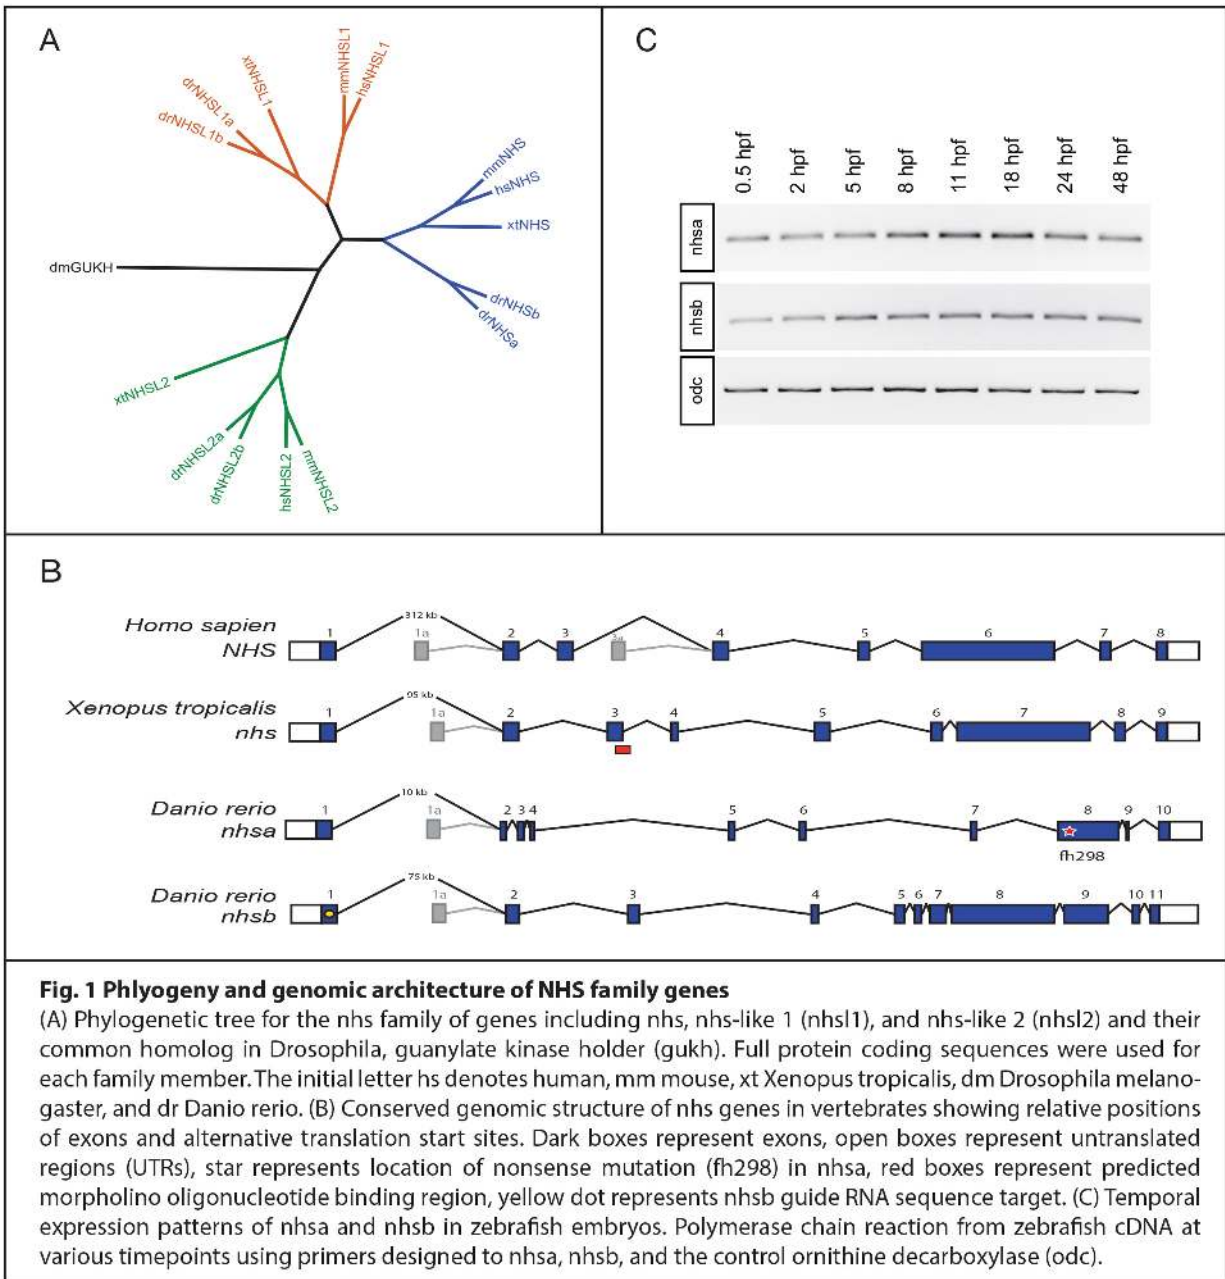 A
xtNHSL1
mmNHSL1
hsNHSL1
drNHSL1a
drNHSL1b
mmNHS
hsNHS
xtNHS
drNHSb
drNHSa
dmGUKH
xtNHSL2
drNHSL2a
drNHSL2b
hsNHSL2
mmNHSL2
C
0.5 hpf
2 hpf
5 hpf
8 hpf
11 hpf
18 hpf
24 hpf
48 hpf
nhsa
nhsb
odc
B
Homo sapien
NHS
1 312 kb 1a 2 3 4 5 6 7 8
Xenopus tropicalis
nhs
1 95 kb 1a 2 3 4 5 6 7 8 9
Danio rerio
nhsa
1 10 kb 1a 2 3 4 5 6 7 8 9 10
fh298
Danio rerio
nhsb
1 75 kb 1a 2 3 4 5 6 7 8 9 10 11
Fig. 1 Phlyogeny and genomic architecture of NHS family genes
(A) Phylogenetic tree for the nhs family of genes including nhs, nhs-like 1 (nhsl1), and nhs-like 2 (nhsl2) and their
common homolog in Drosophila, guanylate kinase holder (gukh). Full protein coding sequences were used for
each family member. The initial letter hs denotes human, mm mouse, xt Xenopus tropicalis, dm Drosophila melano-
gaster, and dr Danio rerio. (B) Conserved genomic structure of nhs genes in vertebrates showing relative positions
of exons and alternative translation start sites. Dark boxes represent exons, open boxes represent untranslated
regions (UTRs), star represents location of nonsense mutation (fh298) in nhsa, red boxes represent predicted
morpholino oligonucleotide binding region, yellow dot represents nhsb guide RNA sequence target. (C) Temporal
expression patterns of nhsa and nhsb in zebrafish embryos. Polymerase chain reaction from zebrafish cDNA at
various timepoints using primers designed to nhsa, nhsb, and the control ornithine decarboxylase (odc).